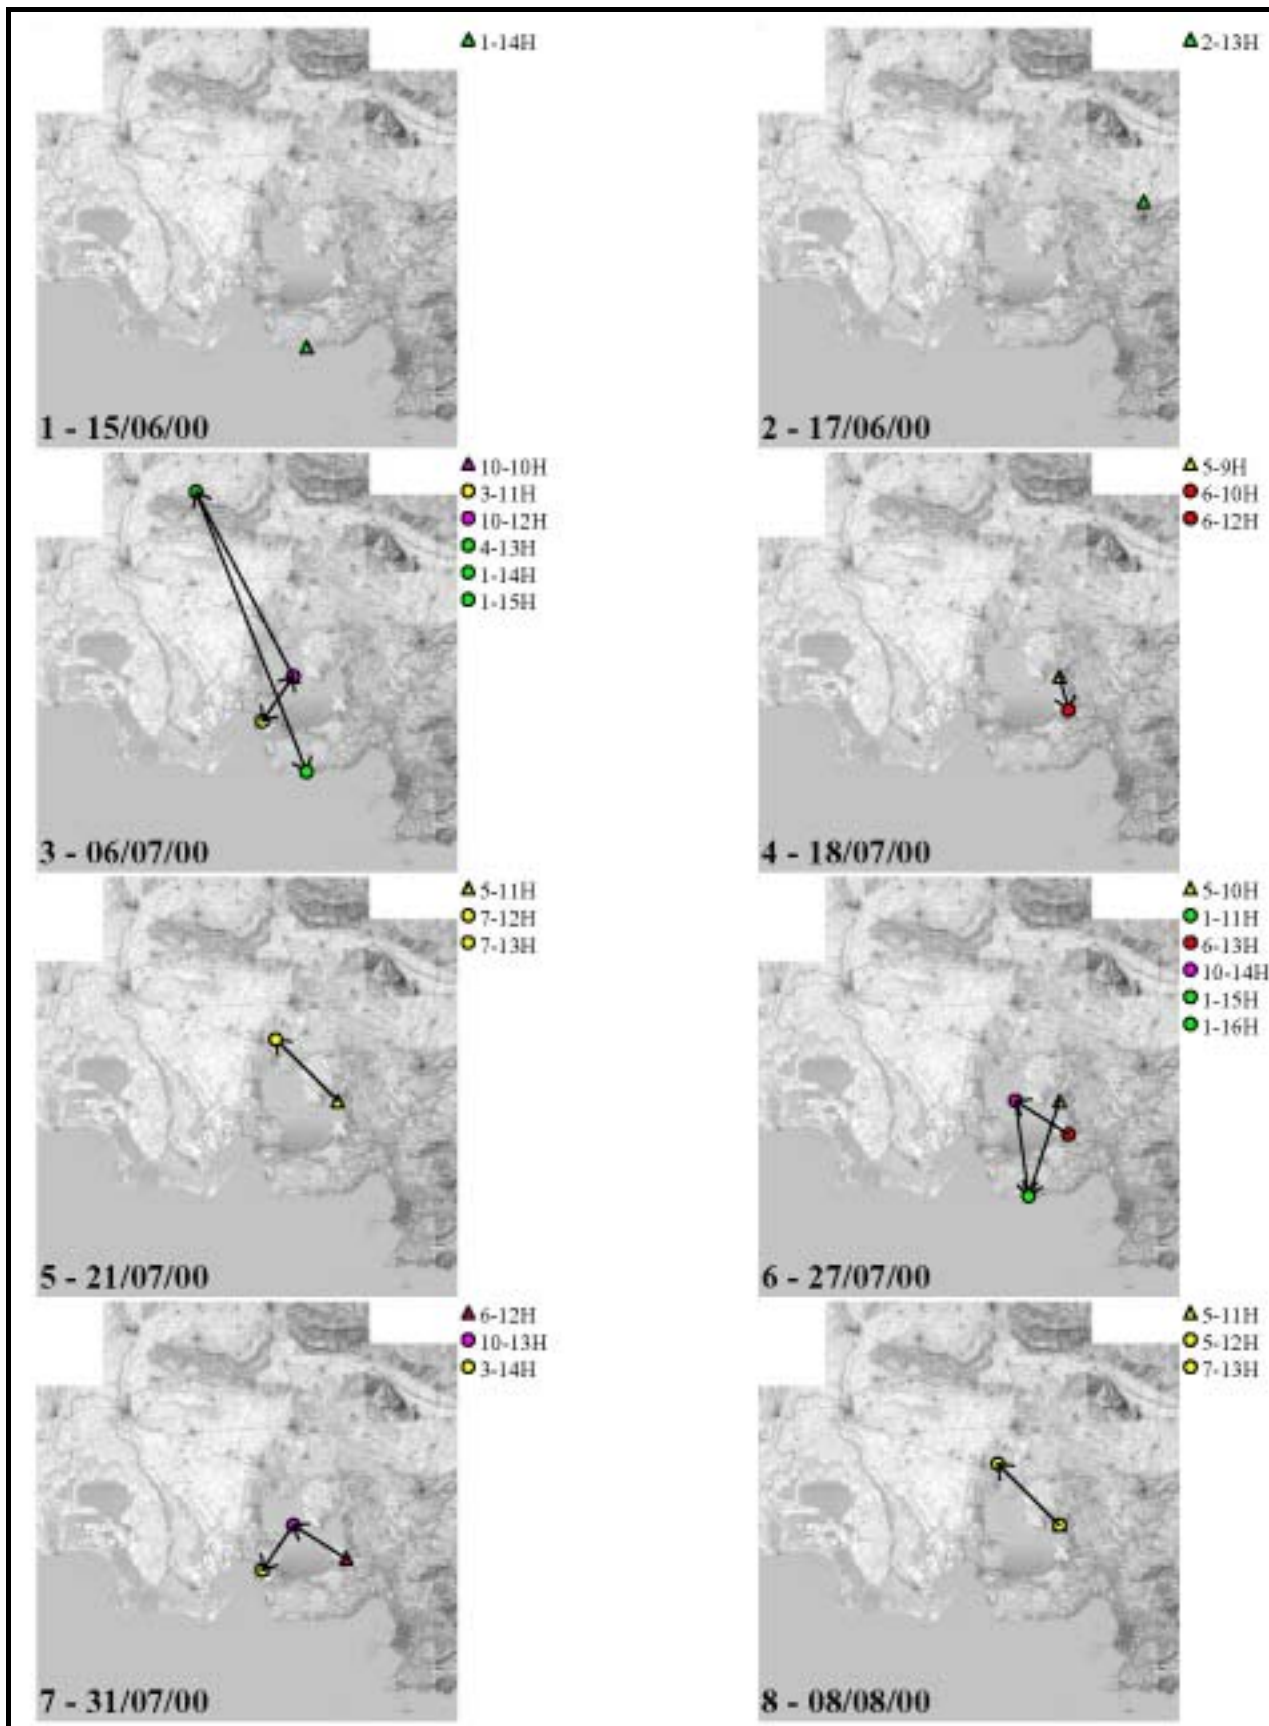 1-14H
1 - 15/06/00
2-13H
2 - 17/06/00
10-10H
3-11H
10-12H
4-13H
1-14H
1-15H
3 - 06/07/00
5-9H
6-10H
6-12H
4 - 18/07/00
5-11H
7-12H
7-13H
5 - 21/07/00
5-10H
1-11H
6-13H
10-14H
1-15H
1-16H
6 - 27/07/00
6-12H
10-13H
3-14H
7 - 31/07/00
5-11H
5-12H
7-13H
8 - 08/08/00